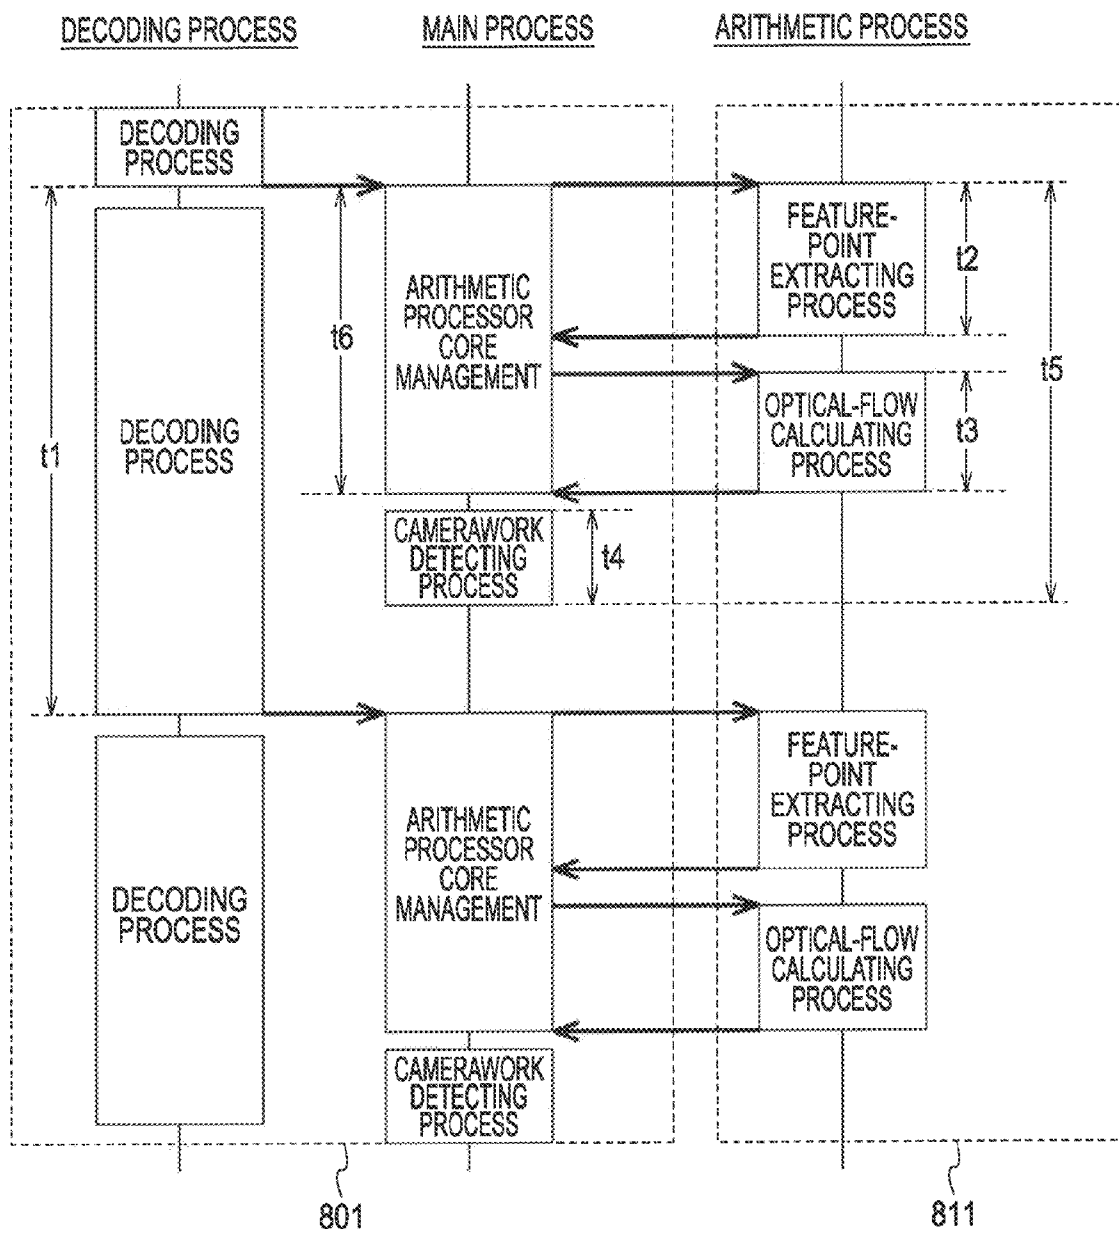 DECODING PROCESS
MAIN PROCESS
ARITHMETIC PROCESS
DECODING
PROCESS
FEATURE-
POINT
EXTRACTING
PROCESS
t2
ARITHMETIC
PROCESSOR
CORE
MANAGEMENT
t6
t5
DECODING
PROCESS
t1
OPTICAL-FLOW
CALCULATING
PROCESS
t3
CAMERAWORK
DETECTING
PROCESS
t4
FEATURE-
POINT
EXTRACTING
PROCESS
ARITHMETIC
PROCESSOR
CORE
MANAGEMENT
DECODING
PROCESS
OPTICAL-FLOW
CALCULATING
PROCESS
CAMERAWORK
DETECTING
PROCESS
801
811